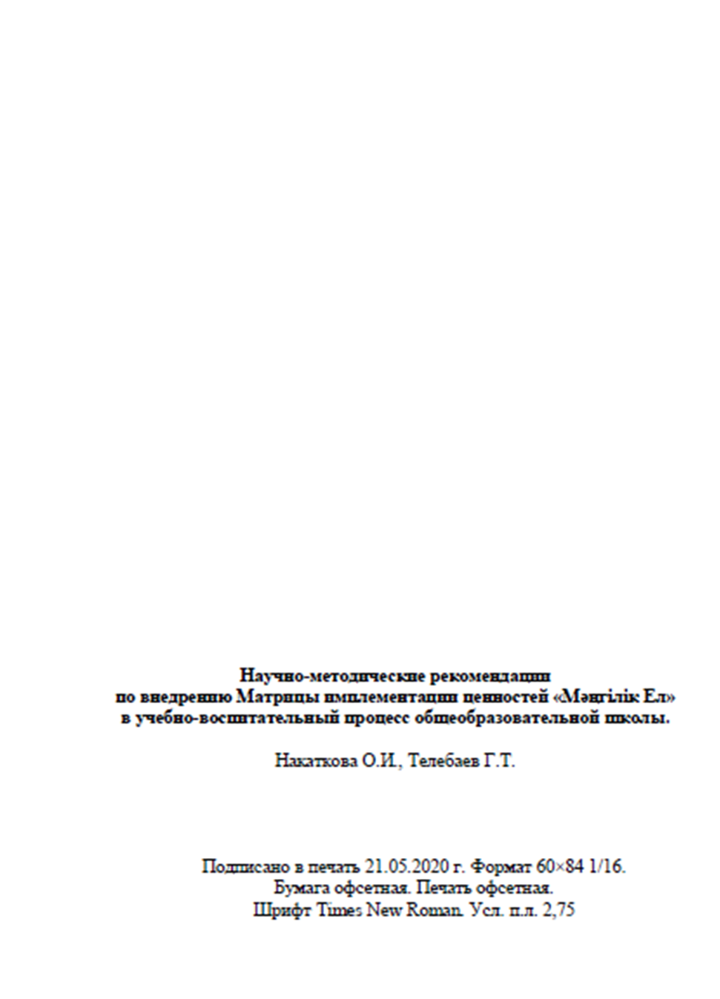 Научно-методические рекомендации
по внедрению Матрицы имплементации ценностей «Мәңгілік Ел»
в учебно-воспитательный процесс общеобразовательной школы.
Накаткова О.И., Телебаев Г.Т.
Подписано в печать 21.05.2020 г. Формат 60×84 1/16.
Бумага офсетная. Печать офсетная.
Шрифт Times New Roman. Усл. п.л. 2,75